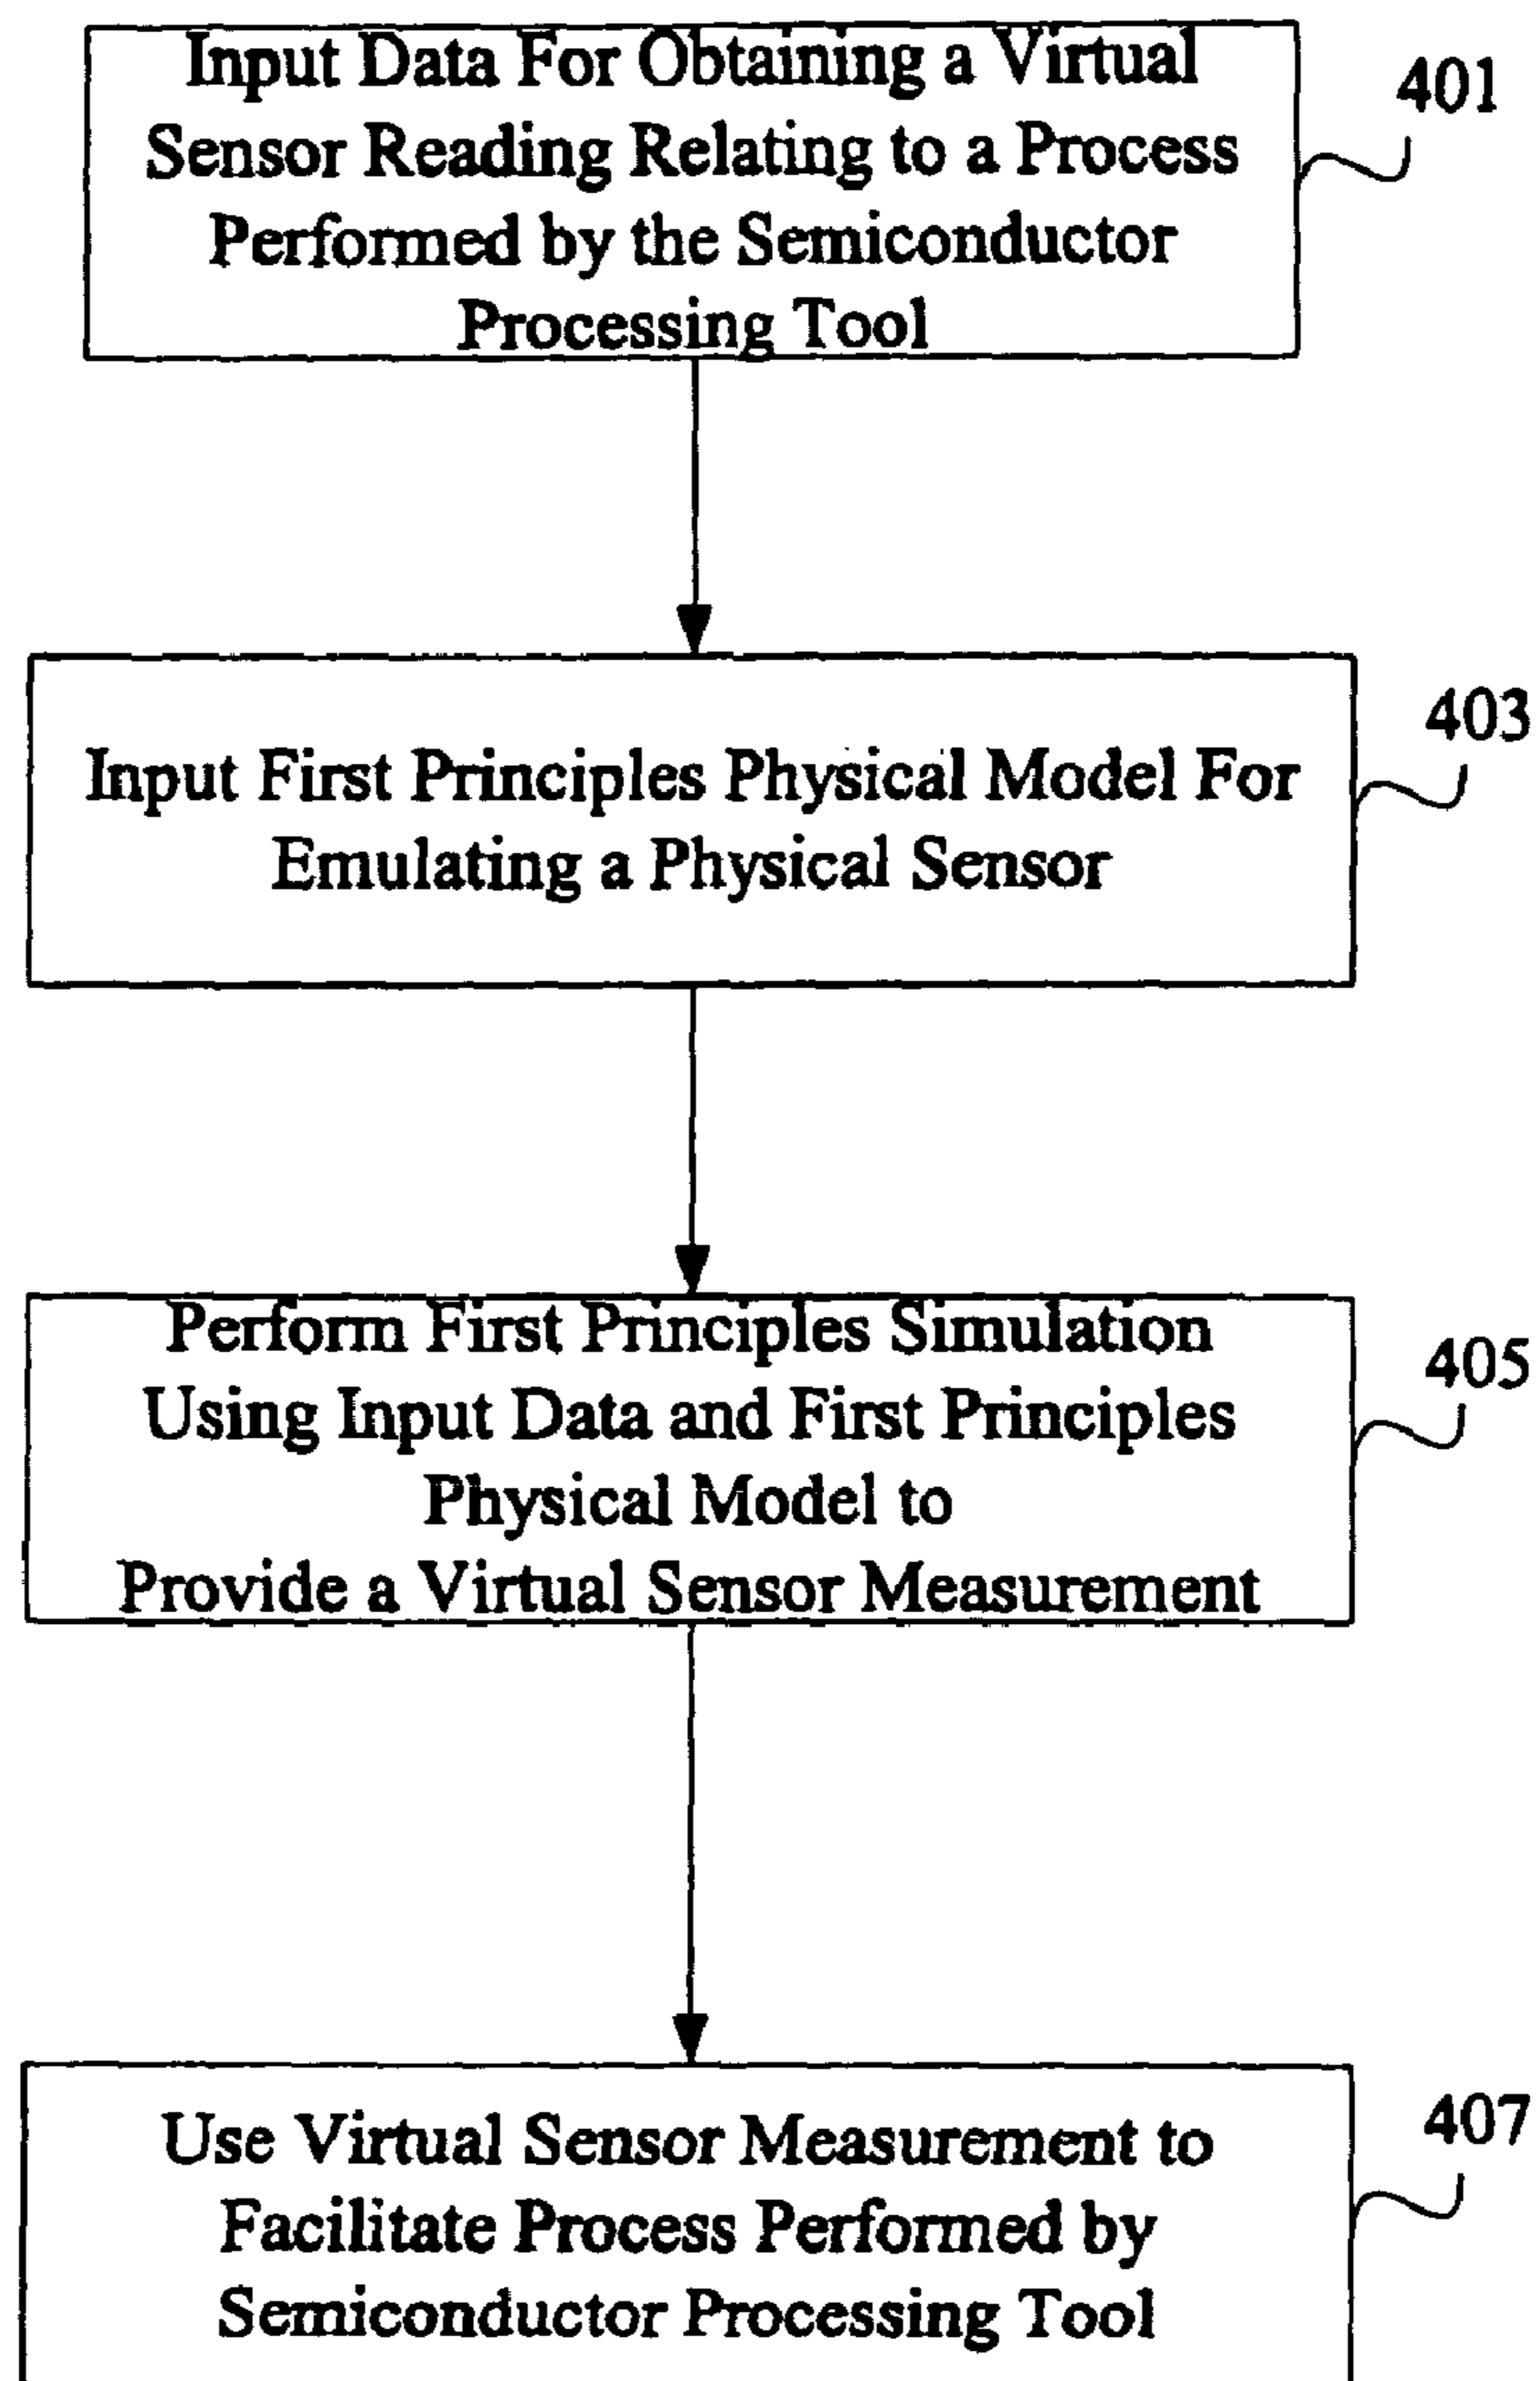 Input Data For Obtaining a Virtual
Sensor Reading Relating to a Process
Performed by the Semiconductor
Processing Tool
401
Input First Principles Physical Model For
Emulating a Physical Sensor
403
Perform First Principles Simulation
Using Input Data and First Principles
Physical Model to
Provide a Virtual Sensor Measurement
405
Use Virtual Sensor Measurement to
Facilitate Process Performed by
Semiconductor Processing Tool
407